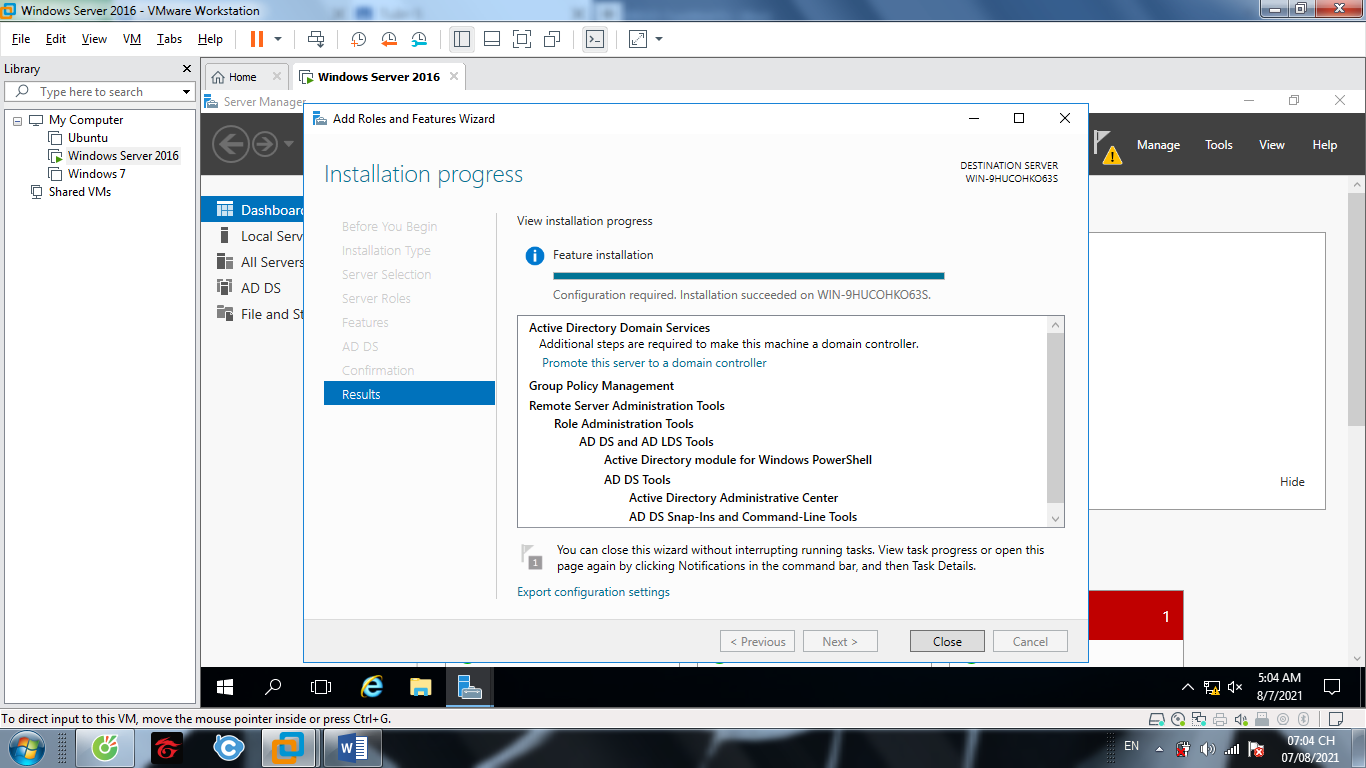 Windows Server 2016 - VMware Workstation
File Edit View VM Tabs Help
Library
Type here to search
My Computer
Ubuntu
Windows Server 2016
Windows 7
Shared VMs
Home
Windows Server 2016
Server Manager
Manage Tools View Help
Dashboard
Local Serv
All Servers
AD DS
File and St
Add Roles and Features Wizard
Installation progress
DESTINATION SERVER
WIN-9HUCOHKO63S
Before You Begin
Installation Type
Server Selection
Server Roles
Features
AD DS
Confirmation
Results
View installation progress
Feature installation
Configuration required. Installation succeeded on WIN-9HUCOHKO63S.
Active Directory Domain Services
Additional steps are required to make this machine a domain controller.
Promote this server to a domain controller
Group Policy Management
Remote Server Administration Tools
Role Administration Tools
AD DS and AD LDS Tools
Active Directory module for Windows PowerShell
AD DS Tools
Active Directory Administrative Center
AD DS Snap-Ins and Command-Line Tools
1
You can close this wizard without interrupting running tasks. View task progress or open this
page again by clicking Notifications in the command bar, and then Task Details.
Export configuration settings
< Previous Next > Close Cancel
Hide
1
5:04 AM
8/7/2021
To direct input to this VM, move the mouse pointer inside or press Ctrl+G.
EN
07:04 CH
07/08/2021